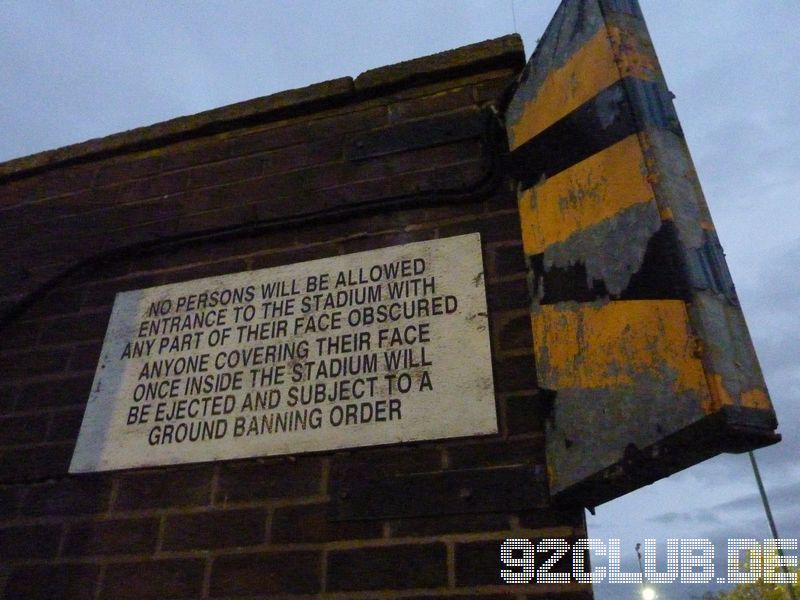 NO PERSONS WILL BE ALLOWED
ENTRANCE TO THE STADIUM WITH
ANY PART OF THEIR FACE OBSCURED
ANYONE COVERING THEIR FACE
ONCE INSIDE THE STADIUM WILL
BE EJECTED AND SUBJECT TO A
GROUND BANNING ORDER
92CLUB.DE